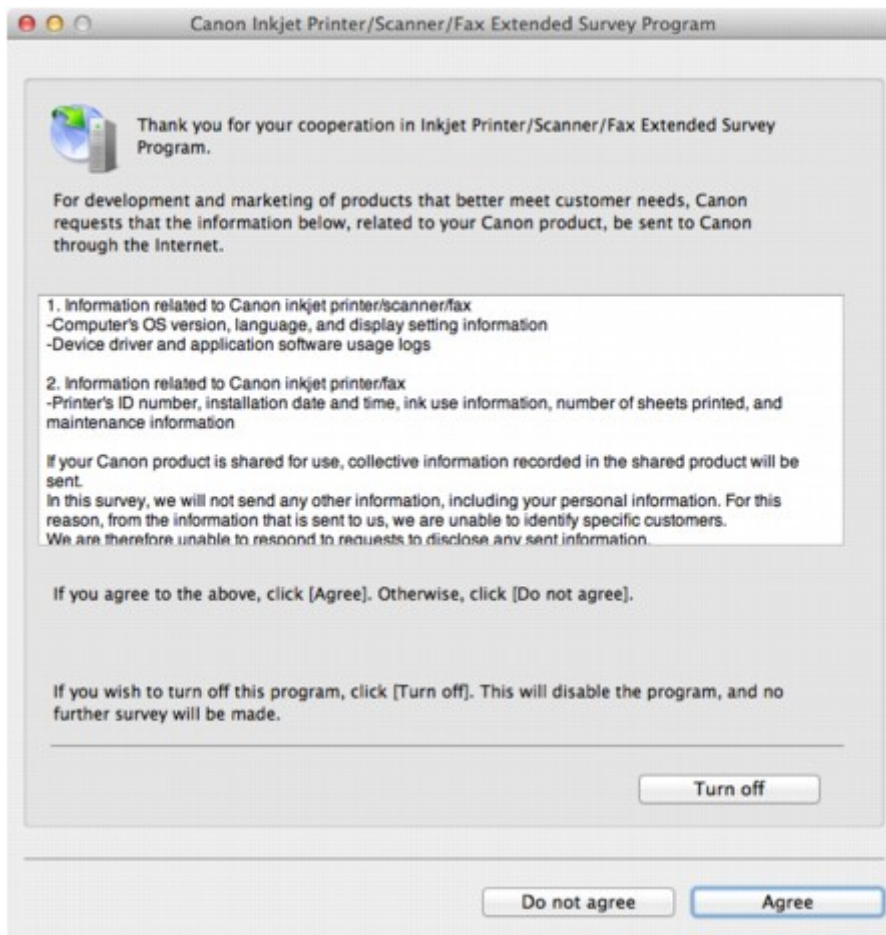 Canon Inkjet Printer/Scanner/Fax Extended Survey Program
Thank you for your cooperation in Inkjet Printer/Scanner/Fax Extended Survey
Program.
For development and marketing of products that better meet customer needs, Canon
requests that the information below, related to your Canon product, be sent to Canon
through the Internet.
1. Information related to Canon inkjet printer/scanner/fax
-Computer's OS version, language, and display setting information
-Device driver and application software usage logs
2. Information related to Canon inkjet printer/fax
-Printer's ID number, installation date and time, ink use information, number of sheets printed, and
maintenance information
If your Canon product is shared for use, collective information recorded in the shared product will be
sent.
In this survey, we will not send any other information, including your personal information. For this
reason, from the information that is sent to us, we are unable to identify specific customers.
We are therefore unable to respond to requests to disclose any sent information.
If you agree to the above, click [Agree]. Otherwise, click [Do not agree].
If you wish to turn off this program, click [Turn off]. This will disable the program, and no
further survey will be made.
Turn off
Do not agree
Agree